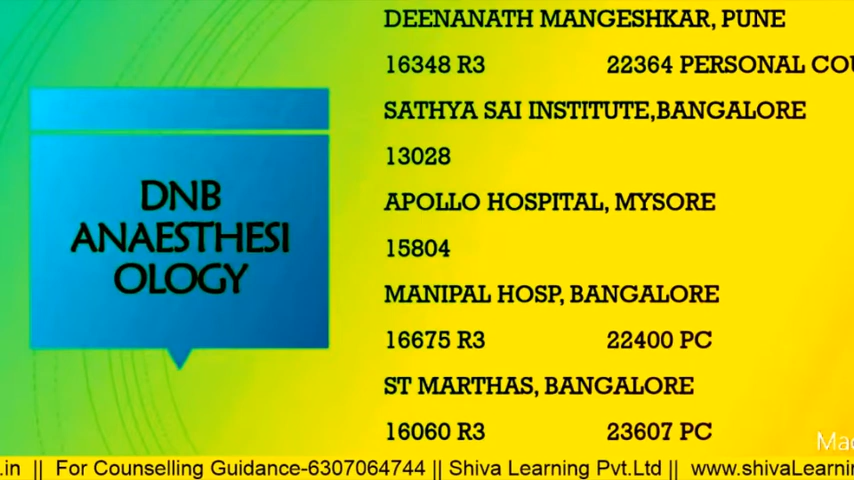 DEENANATH MANGESHKAR, PUNE
16348 R3 22364 PERSONAL
SATHYA SAI INSTITUTE,BANGALORE
13028
APOLLO HOSPITAL, MYSORE
15804
MANIPAL HOSP, BANGALORE
16675 R3 22400 PC
ST MARTHAS, BANGALORE
16060 R3 23607 PC
DNB
ANAESTHESI
OLOGY
.in || For Counselling Guidance-6307064744 || Shiva Learning Pvt.Ltd || www.shivaLearnin